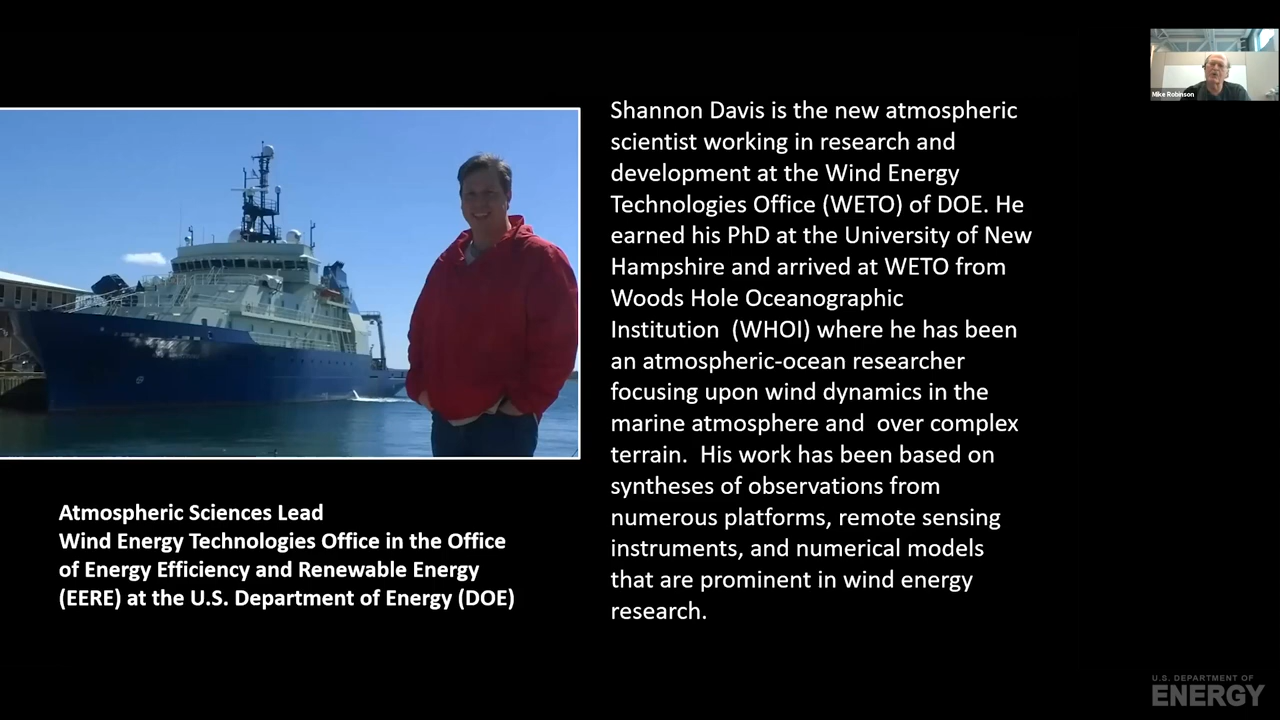 Mike Robinson
Shannon Davis is the new atmospheric
scientist working in research and
development at the Wind Energy
Technologies Office (WETO) of DOE. He
earned his PhD at the University of New
Hampshire and arrived at WETO from
Woods Hole Oceanographic
Institution  (WHOI) where he has been
an atmospheric-ocean researcher
focusing upon wind dynamics in the
marine atmosphere and  over complex
terrain.  His work has been based on
syntheses of observations from
numerous platforms, remote sensing
instruments, and numerical models
that are prominent in wind energy
research.
Atmospheric Sciences Lead
Wind Energy Technologies Office in the Office
of Energy Efficiency and Renewable Energy
(EERE) at the U.S. Department of Energy (DOE)
U.S. DEPARTMENT OF
ENERGY